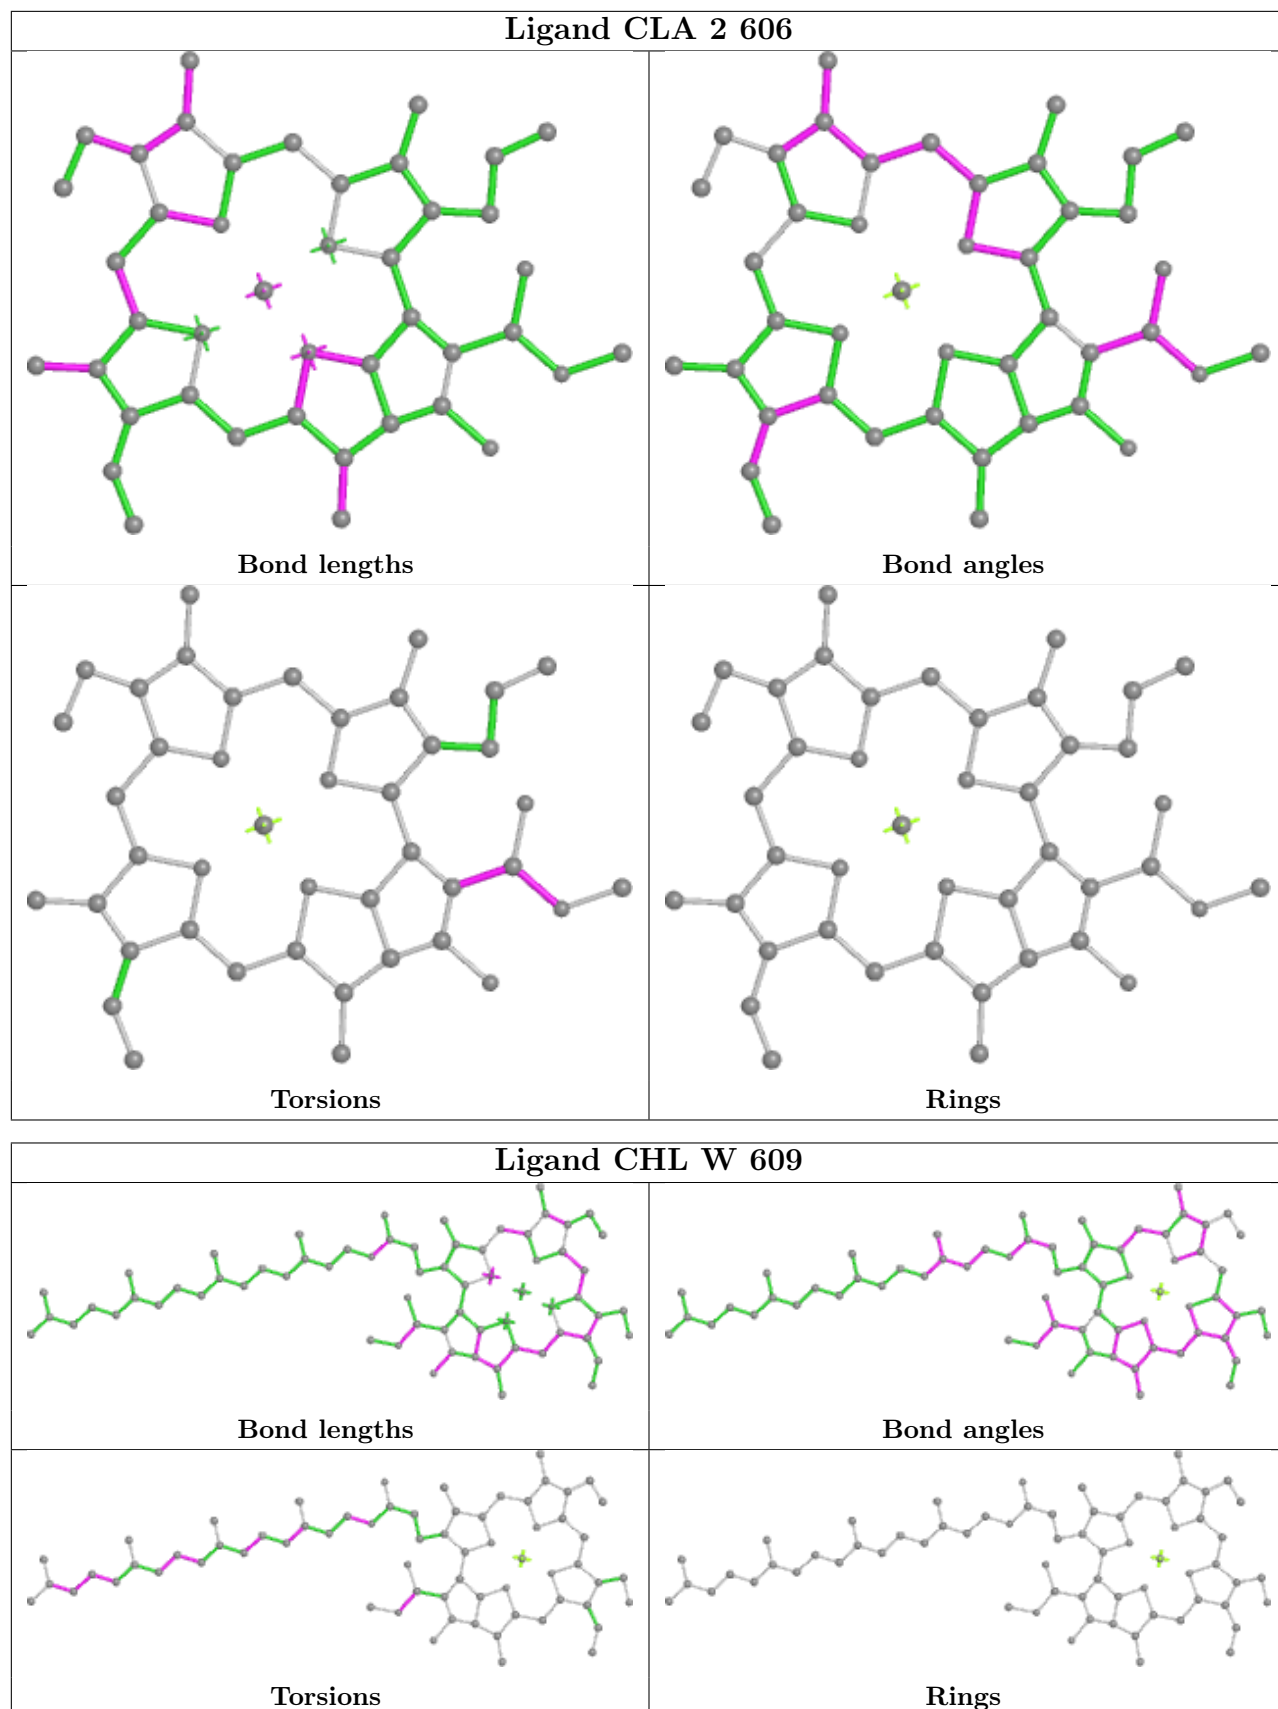 Ligand CLA 2 606
Bond lengths
Bond angles
Torsions
Rings
Ligand CHL W 609
Bond lengths
Bond angles
Torsions
Rings